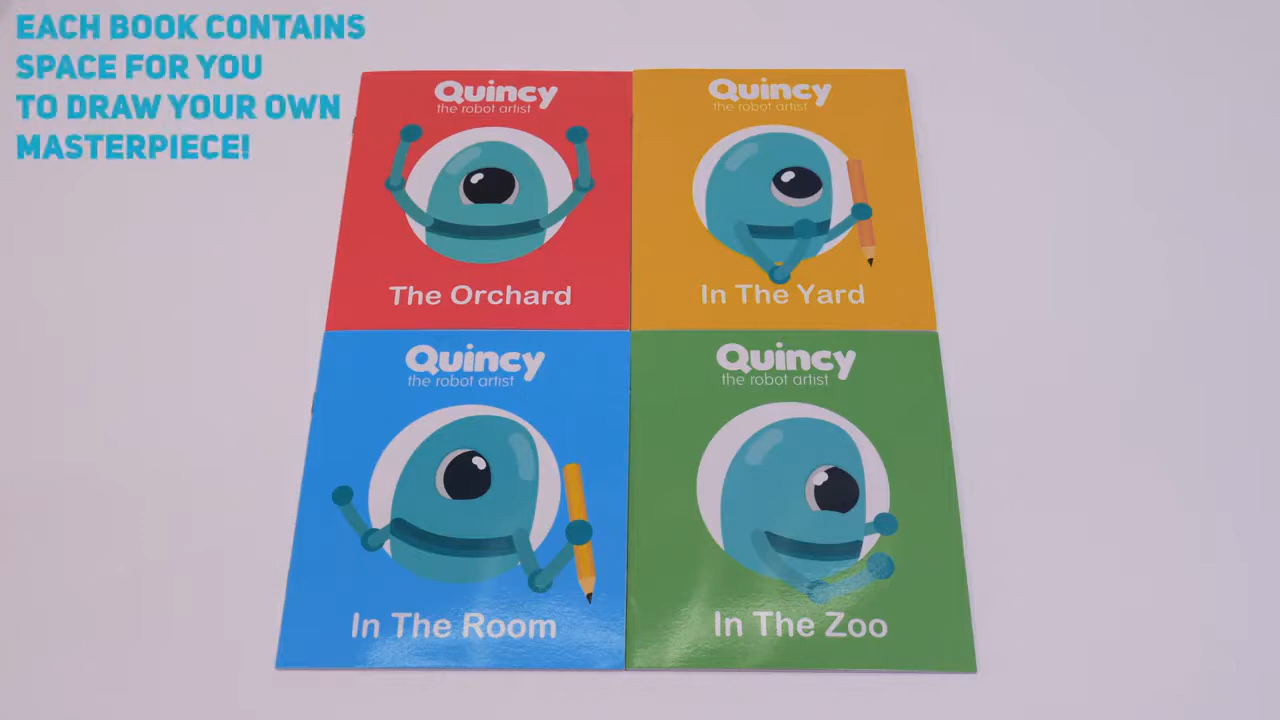 EACH BOOK CONTAINS
SPACE FOR YOU
TO DRAW YOUR OWN
MASTERPIECE!
Quincy
the robot artist
The Orchard
Quincy
the robot artist
In The Yard
Quincy
the robot artist
In The Room
Quincy
the robot artist
In The Zoo